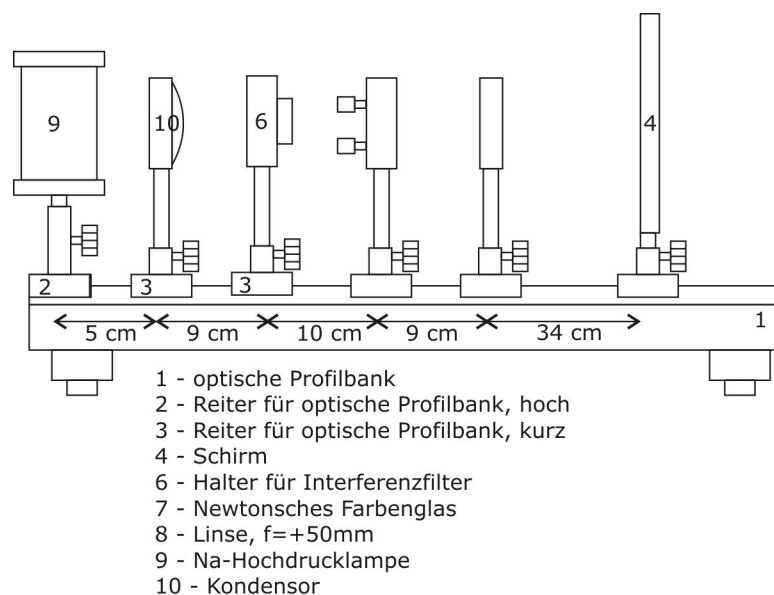 9
10
6
4
2
3
3
1
5 cm
9 cm
10 cm
9 cm
34 cm
1 - optische Profilbank
2 - Reiter für optische Profilbank, hoch
3 - Reiter für optische Profilbank, kurz
4 - Schirm
6 - Halter für Interferenzfilter
7 - Newtonsches Farbenglas
8 - Linse, f=+50mm
9 - Na-Hochdrucklampe
10 - Kondensor